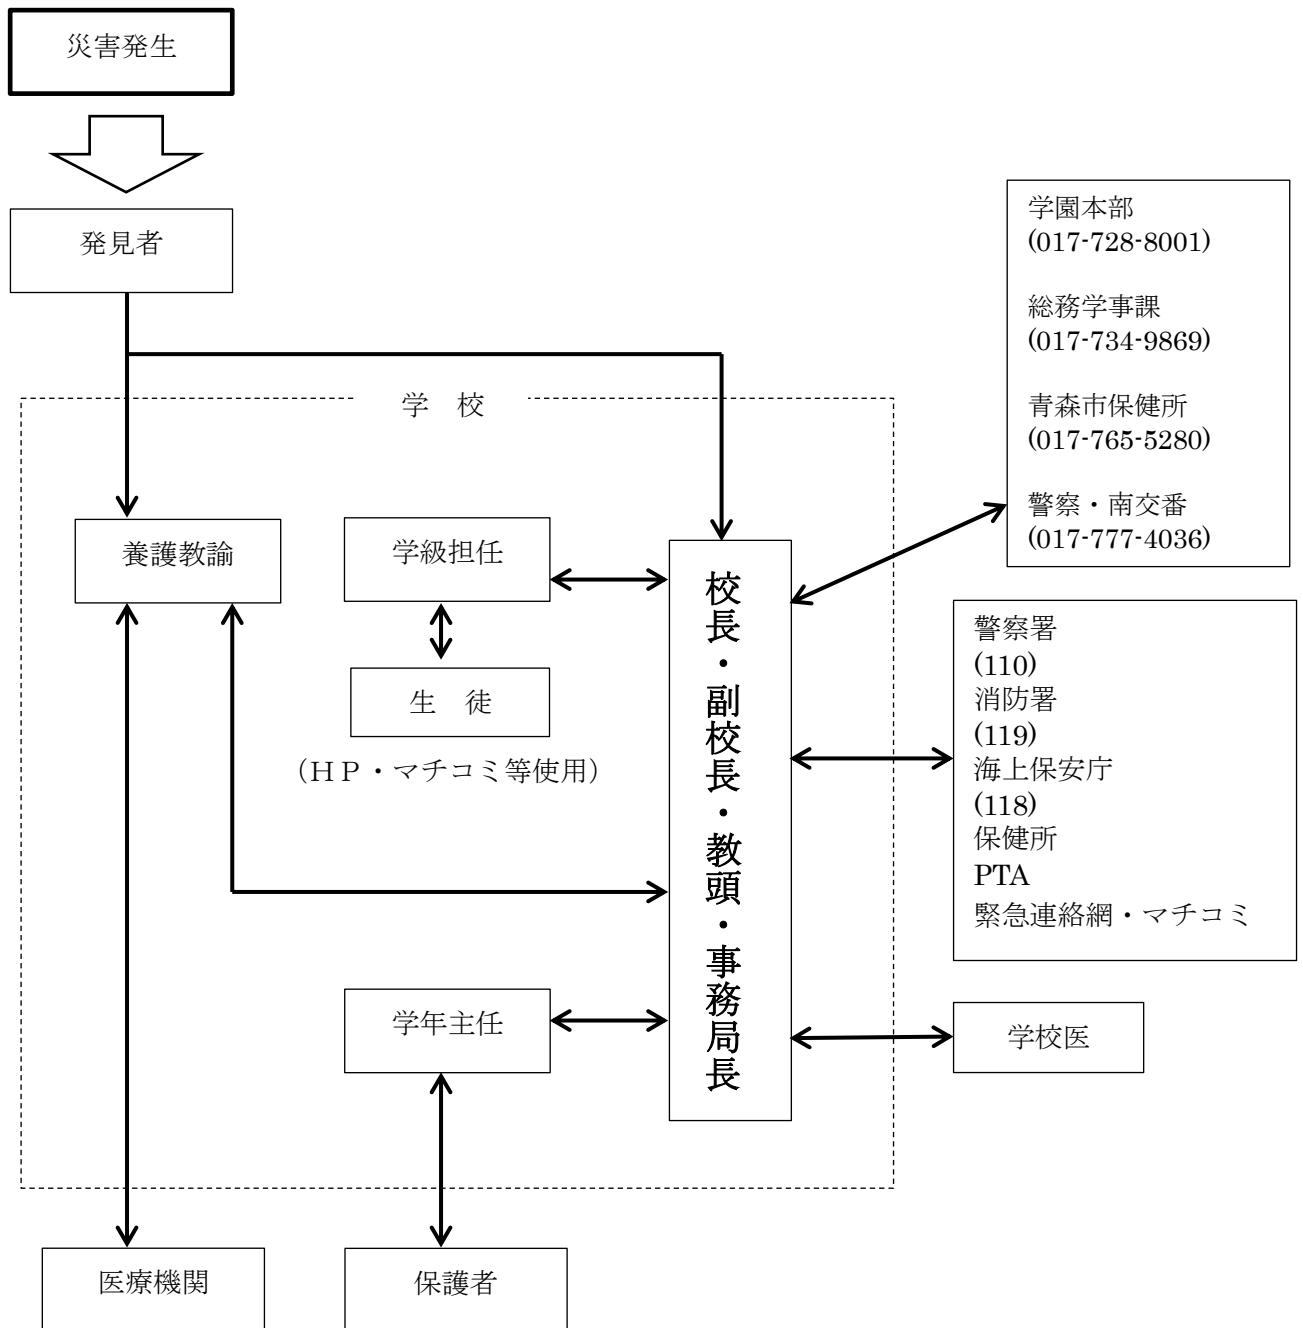 災害発生
発見者
学園本部
(017-728-8001)
総務学事課
(017-734-9869)
青森市保健所
(017-765-5280)
警察・南交番
(017-777-4036)
学　校
養護教諭
学級担任
生　徒
（ＨＰ・マチコミ等使用）
校長・副校長・教頭・事務局長
警察署
(110)
消防署
(119)
海上保安庁
(118)
保健所
PTA
緊急連絡網・マチコミ
学年主任
学校医
医療機関
保護者